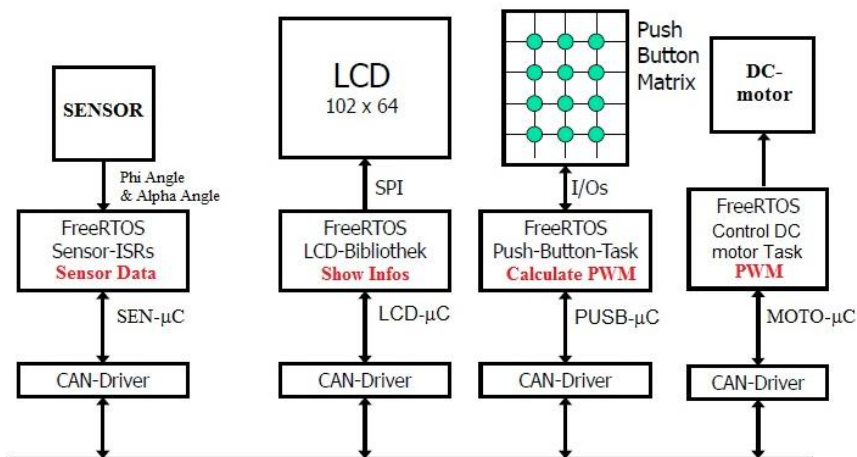 SENSOR
Phi Angle
& Alpha Angle
FreeRTOS
Sensor-ISRs
Sensor Data
SEN-µC
CAN-Driver
LCD
102 x 64
SPI
FreeRTOS
LCD-Bibliothek
Show Infos
LCD-µC
CAN-Driver
Push
Button
Matrix
I/Os
FreeRTOS
Push-Button-Task
Calculate PWM
PUSB-µC
CAN-Driver
DC-
motor
FreeRTOS
Control DC
motor Task
PWM
MOTO-µC
CAN-Driver